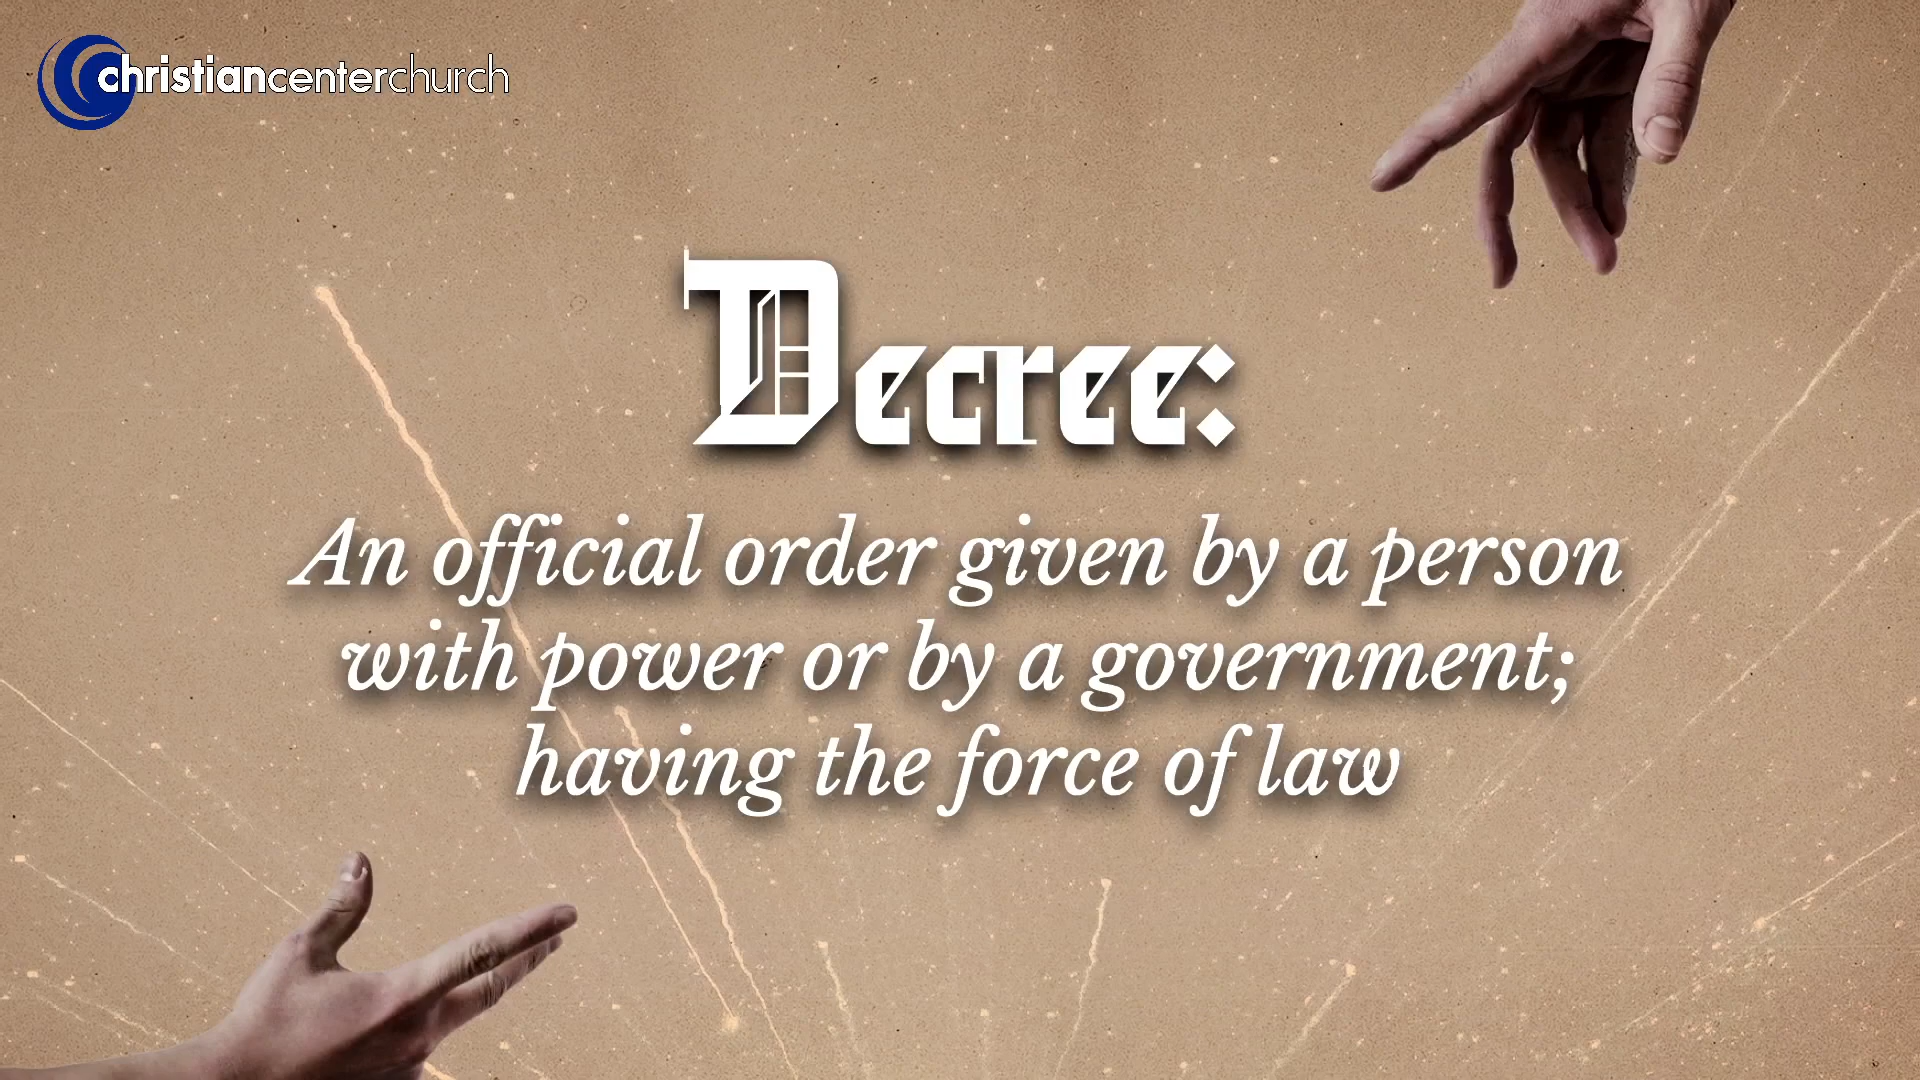 christiancenterchurch
Decree:
An official order given by a person
with power or by a government;
having the force of law